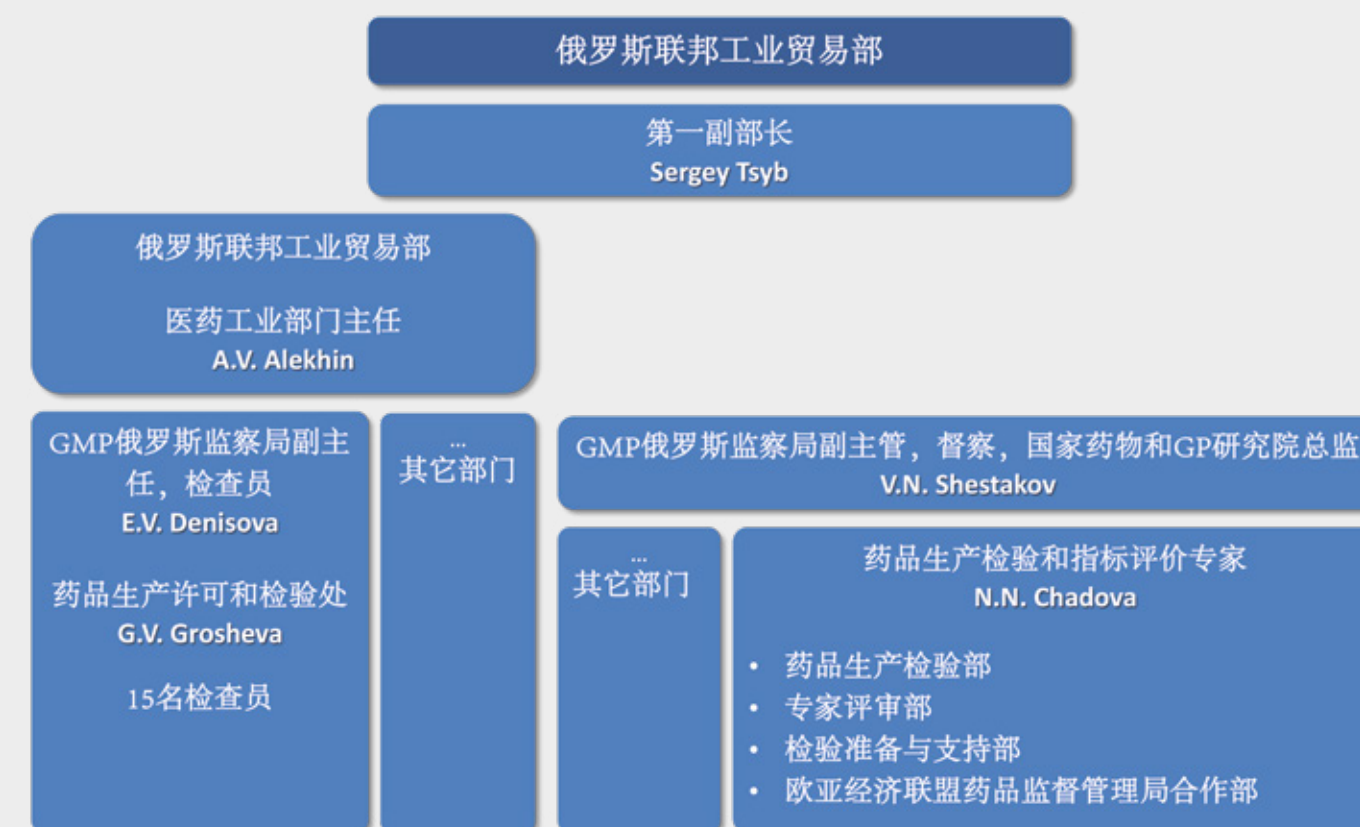 俄罗斯联邦工业贸易部
第一副部长
Sergey Tsyb
俄罗斯联邦工业贸易部
医药工业部门主任
A.V. Alekhin
GMP俄罗斯监察局副主
任，检查员
E.V. Denisova
药品生产许可和检验处
G.V. Grosheva
15名检查员
...
其它部门
GMP俄罗斯监察局副主管，督察，国家药物和GP研究院总监
V.N. Shestakov
...
其它部门
药品生产检验和指标评价专家
N.N. Chadova
• 药品生产检验部
• 专家评审部
• 检验准备与支持部
• 欧亚经济联盟药品监督管理局合作部